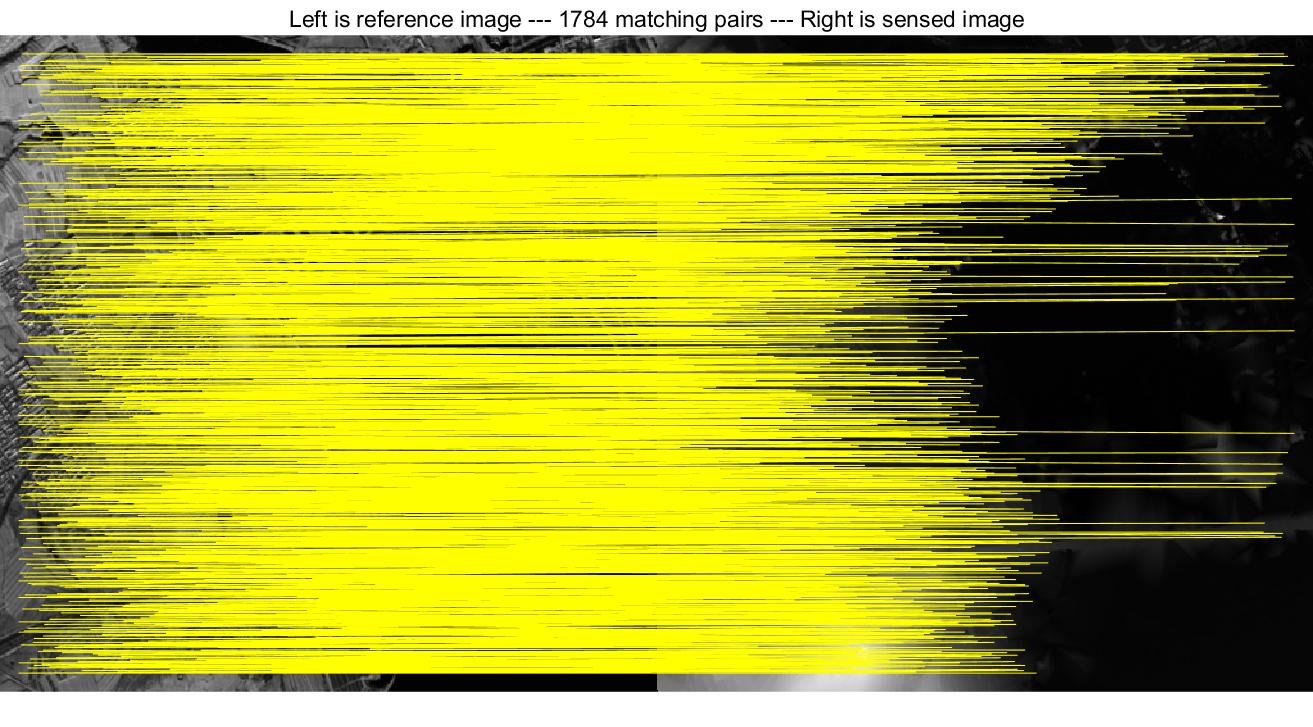 Left is reference image --- 1784 matching pairs --- Right is sensed image